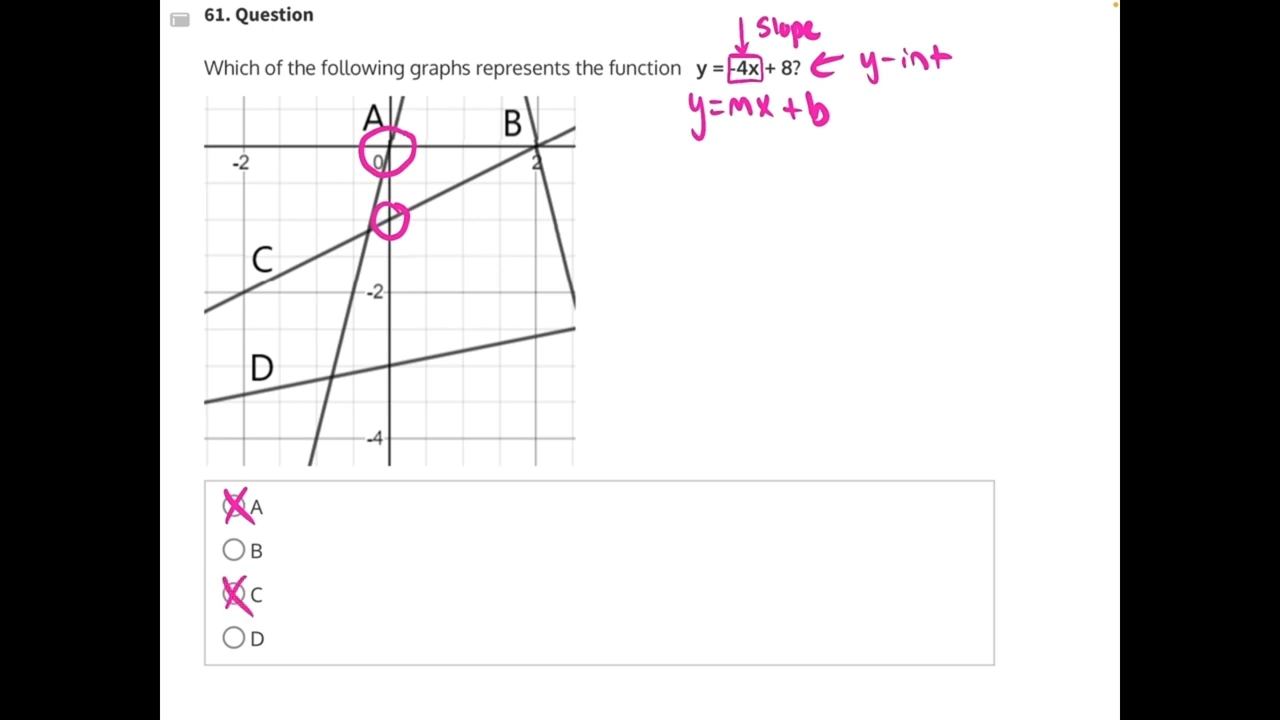 61. Question
↓ slope
Which of the following graphs represents the function y = -4x + 8? ← y-int
y=mx+b
A
B
-2
0
2
C
-2
D
-4
A
B
C
D